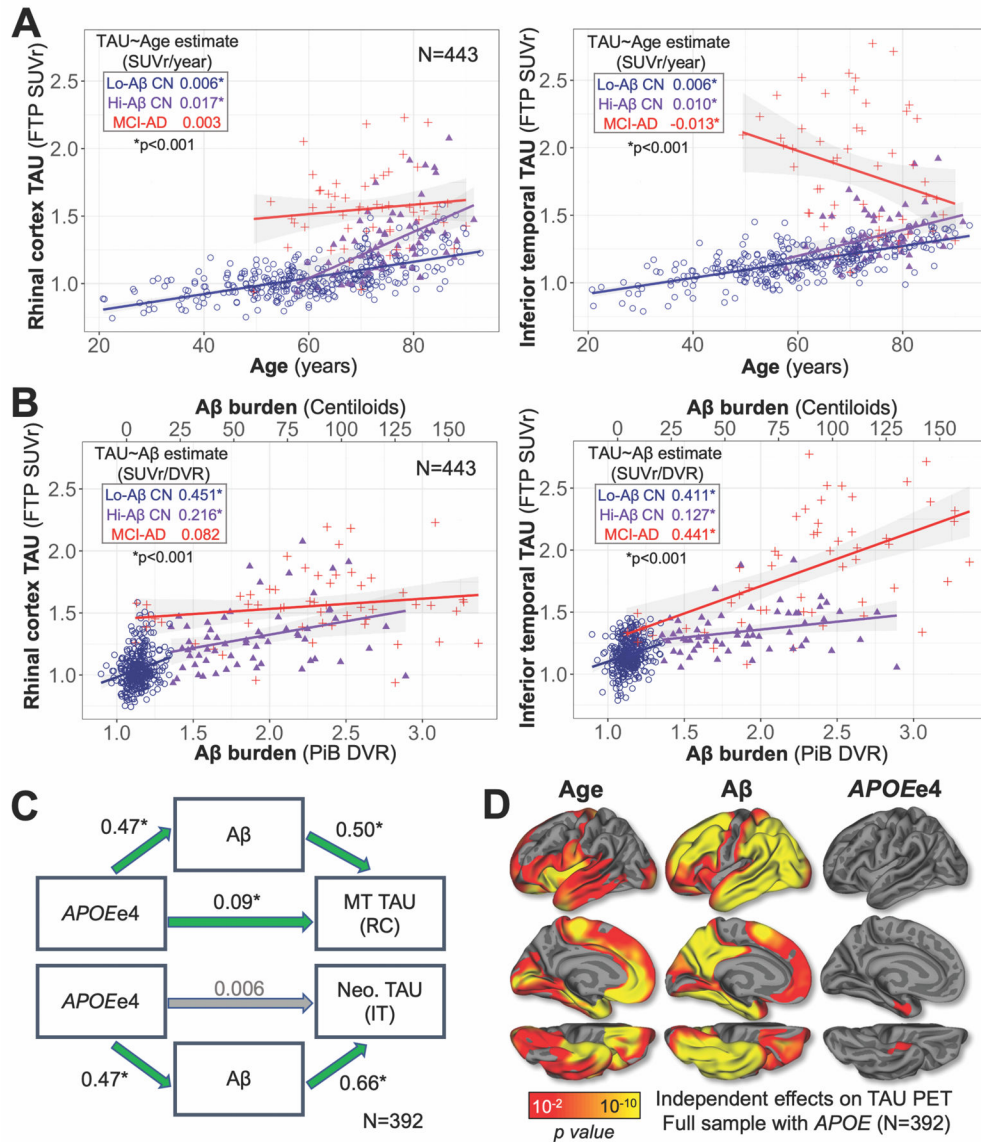 A
TAU~Age estimate
(SUVr/year)
Lo-Aβ CN 0.006*
Hi-Aβ CN 0.017*
MCI-AD 0.003
*p<0.001
N=443
Rhinal cortex TAU (FTP SUVr)
2.5
2.0
1.5
1.0
20 40 60 80
Age (years)
TAU~Age estimate
(SUVr/year)
Lo-Aβ CN 0.006*
Hi-Aβ CN 0.010*
MCI-AD -0.013*
*p<0.001
Inferior temporal TAU (FTP SUVr)
2.5
2.0
1.5
1.0
20 40 60 80
Age (years)
B
Aβ burden (Centiloids)
0 25 50 75 100 125 150
TAU~Aβ estimate
(SUVr/DVR)
Lo-Aβ CN 0.451*
Hi-Aβ CN 0.216*
MCI-AD 0.082
*p<0.001
N=443
Rhinal cortex TAU (FTP SUVr)
2.5
2.0
1.5
1.0
1.0 1.5 2.0 2.5 3.0
Aβ burden (PiB DVR)
Aβ burden (Centiloids)
0 25 50 75 100 125 150
TAU~Aβ estimate
(SUVr/DVR)
Lo-Aβ CN 0.411*
Hi-Aβ CN 0.127*
MCI-AD 0.441*
*p<0.001
Inferior temporal TAU (FTP SUVr)
2.5
2.0
1.5
1.0
1.0 1.5 2.0 2.5 3.0
Aβ burden (PiB DVR)
C
0.47*
Aβ
0.50*
APOEe4
0.09*
MT TAU
(RC)
APOEe4
0.006
Neo. TAU
(IT)
0.47*
Aβ
0.66*
N=392
D
Age Aβ APOEe4
10-2 10-10
p value
Independent effects on TAU PET
Full sample with APOE (N=392)